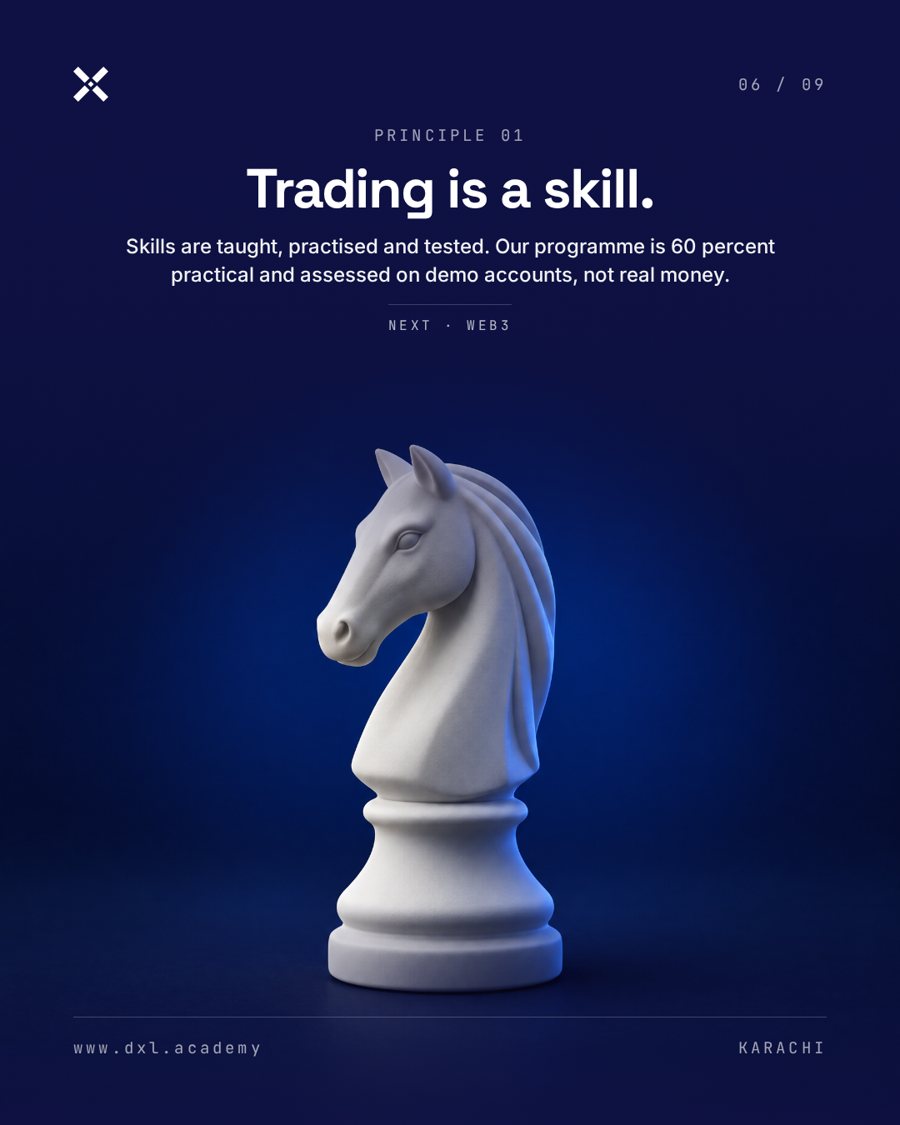 06 / 09
PRINCIPLE 01
Trading is a skill.
Skills are taught, practised and tested. Our programme is 60 percent
practical and assessed on demo accounts, not real money.
NEXT · WEB3
www.dxl.academy
KARACHI